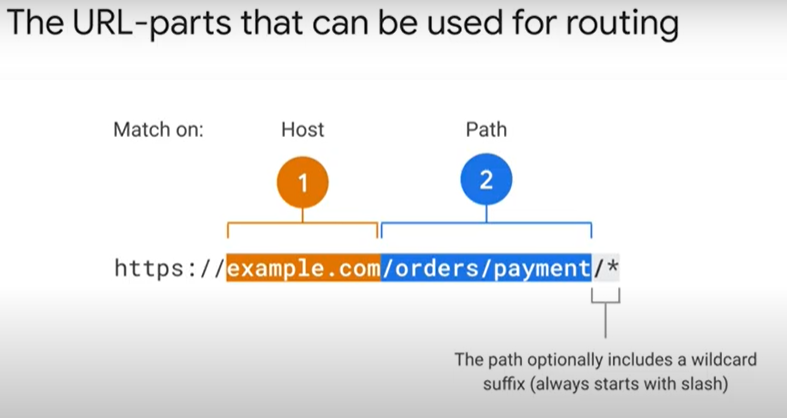 The URL-parts that can be used for routing
Match on: Host Path
1 2
https://example.com/orders/payment/*
The path optionally includes a wildcard
suffix (always starts with slash)